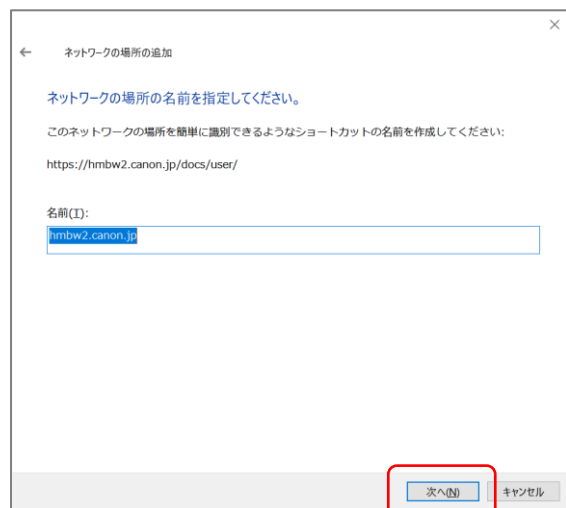 ネットワークの場所の追加
ネットワークの場所の名前を指定してください。
このネットワークの場所を簡単に識別できるようなショートカットの名前を作成してください:
https://hmbw2.canon.jp/docs/user/
名前(I):
hmbw2.canon.jp
次へ(N)
キャンセル